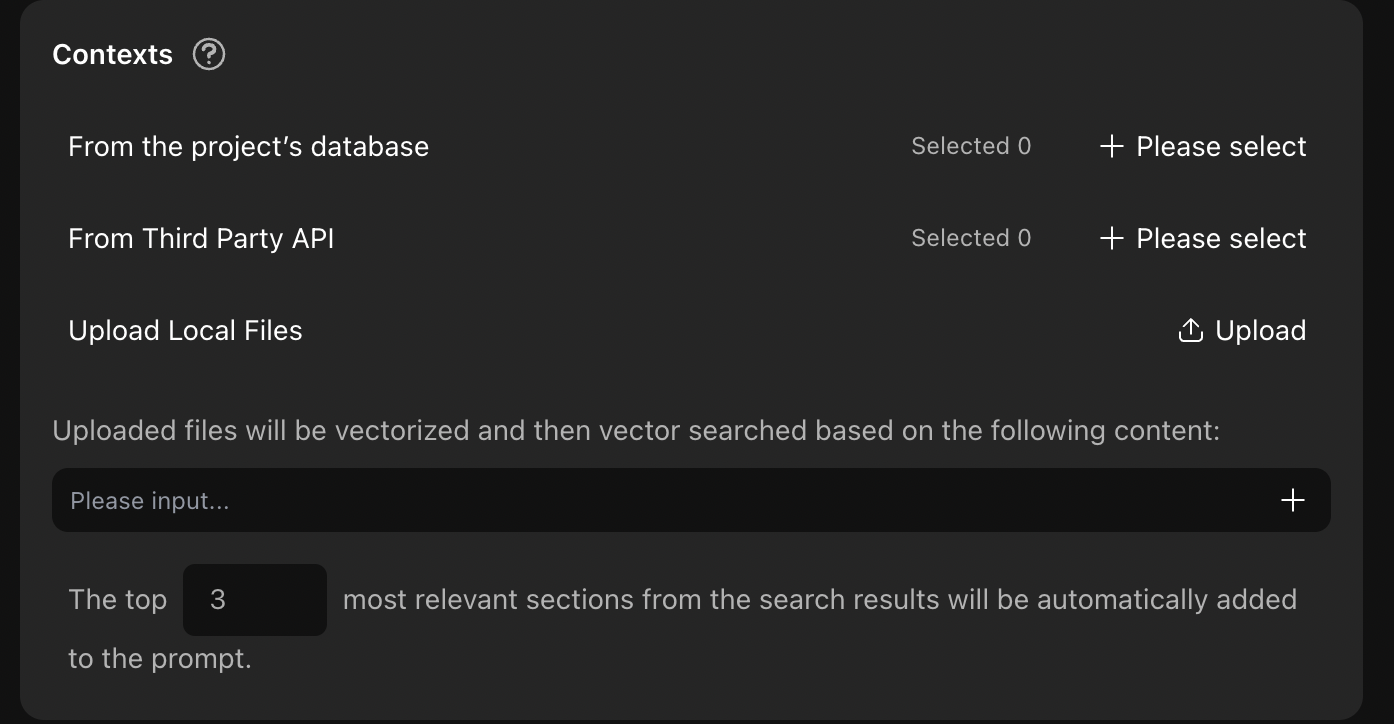 Contexts
From the project’s database Selected 0 + Please select
From Third Party API Selected 0 + Please select
Upload Local Files Upload
Uploaded files will be vectorized and then vector searched based on the following content:
Please input... +
The top 3 most relevant sections from the search results will be automatically added
to the prompt.